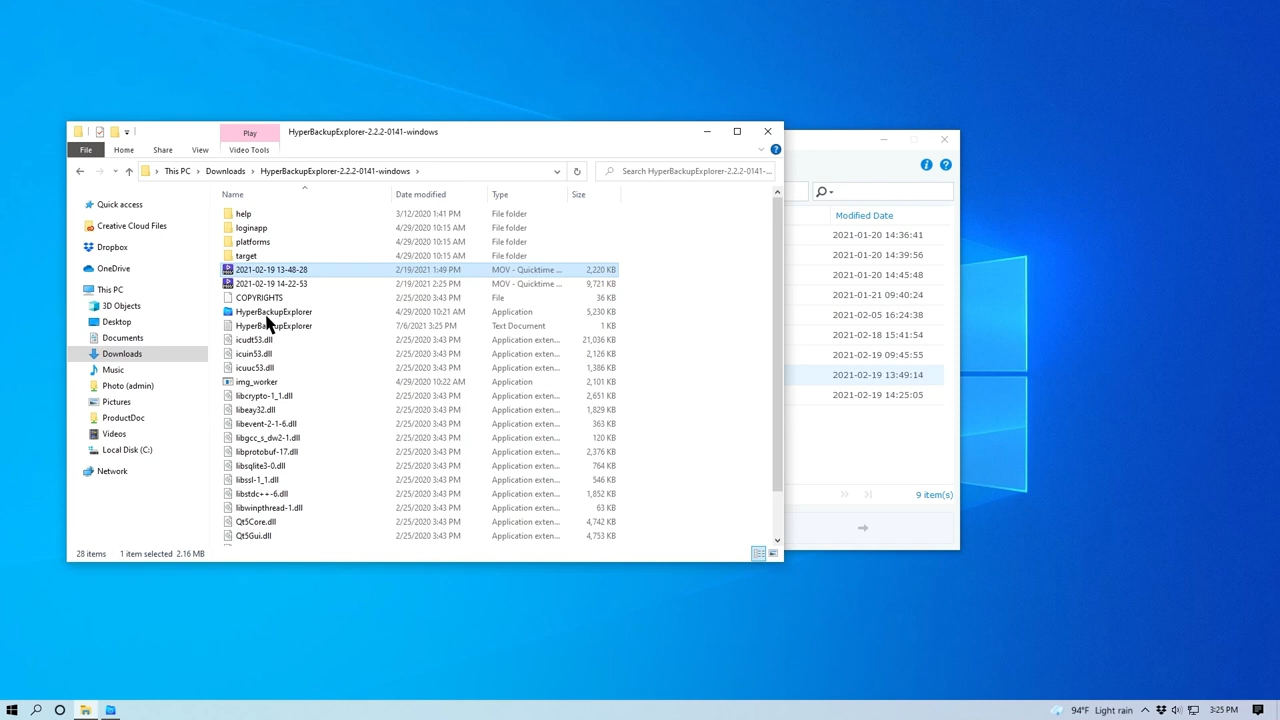 Play
HyperBackupExplorer-2.2.2-0141-windows
File Home Share View Video Tools
This PC Downloads HyperBackupExplorer-2.2.2-0141-windows
Search HyperBackupExplorer-2.2.2-0141-...
Name Date modified Type Size
Quick access
Creative Cloud Files
Dropbox
OneDrive
This PC
3D Objects
Desktop
Documents
Downloads
Music
Photo (admin)
Pictures
ProductDoc
Videos
Local Disk (C:)
Network
help 3/12/2020 1:41 PM File folder
loginapp 4/29/2020 10:15 AM File folder
platforms 4/29/2020 10:15 AM File folder
target 4/29/2020 10:15 AM File folder
2021-02-19 13-48-28 2/19/2021 1:49 PM MOV - Quicktime ... 2,220 KB
2021-02-19 14-22-53 2/19/2021 2:25 PM MOV - Quicktime ... 9,721 KB
COPYRIGHTS 2/25/2020 3:43 PM File 36 KB
HyperBackupExplorer 4/29/2020 10:21 AM Application 5,230 KB
HyperBackupExplorer 7/6/2021 3:25 PM Text Document 1 KB
icudt53.dll 2/25/2020 3:43 PM Application exten... 21,036 KB
icuin53.dll 2/25/2020 3:43 PM Application exten... 2,126 KB
icuuc53.dll 2/25/2020 3:43 PM Application exten... 1,386 KB
img_worker 4/29/2020 10:22 AM Application 2,101 KB
libcrypto-1_1.dll 2/25/2020 3:43 PM Application exten... 2,651 KB
libeay32.dll 2/25/2020 3:43 PM Application exten... 1,829 KB
libevent-2-1-6.dll 2/25/2020 3:43 PM Application exten... 363 KB
libgcc_s_dw2-1.dll 2/25/2020 3:43 PM Application exten... 120 KB
libprotobuf-17.dll 2/25/2020 3:43 PM Application exten... 2,376 KB
libsqlite3-0.dll 2/25/2020 3:43 PM Application exten... 764 KB
libssl-1_1.dll 2/25/2020 3:43 PM Application exten... 546 KB
libstdc++-6.dll 2/25/2020 3:43 PM Application exten... 1,852 KB
libwinpthread-1.dll 2/25/2020 3:43 PM Application exten... 63 KB
Qt5Core.dll 2/25/2020 3:43 PM Application exten... 4,742 KB
Qt5Gui.dll 2/25/2020 3:43 PM Application exten... 4,753 KB
28 items 1 item selected 2.16 MB
Modified Date
2021-01-20 14:36:41
2021-01-20 14:39:56
2021-01-20 14:45:48
2021-01-21 09:40:24
2021-02-05 16:24:38
2021-02-18 15:41:54
2021-02-19 09:45:55
2021-02-19 13:49:14
2021-02-19 14:25:05
9 item(s)
94°F Light rain 3:25 PM